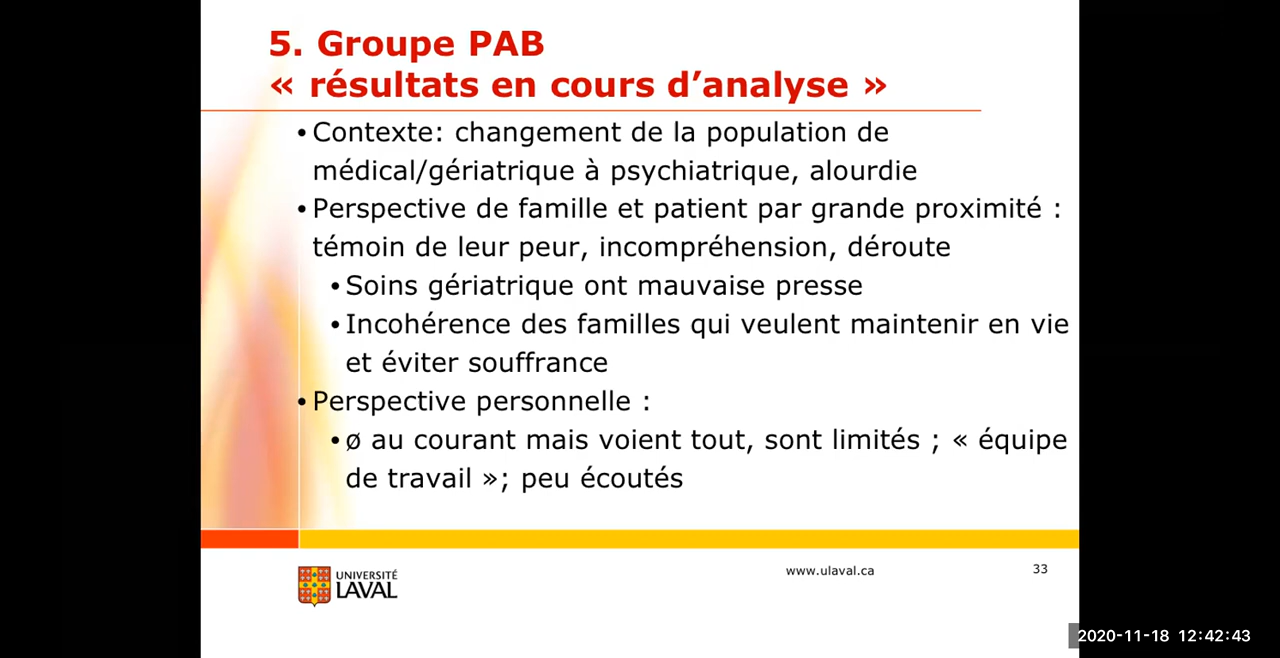 5. Groupe PAB
« résultats en cours d’analyse »
• Contexte: changement de la population de
médical/gériatrique à psychiatrique, alourdie
• Perspective de famille et patient par grande proximité :
témoin de leur peur, incompréhension, déroute
• Soins gériatrique ont mauvaise presse
• Incohérence des familles qui veulent maintenir en vie
et éviter souffrance
• Perspective personnelle :
• ø au courant mais voient tout, sont limités ; « équipe
de travail »; peu écoutés
UNIVERSITÉ
LAVAL
www.ulaval.ca
33
2020-11-18 12:42:43